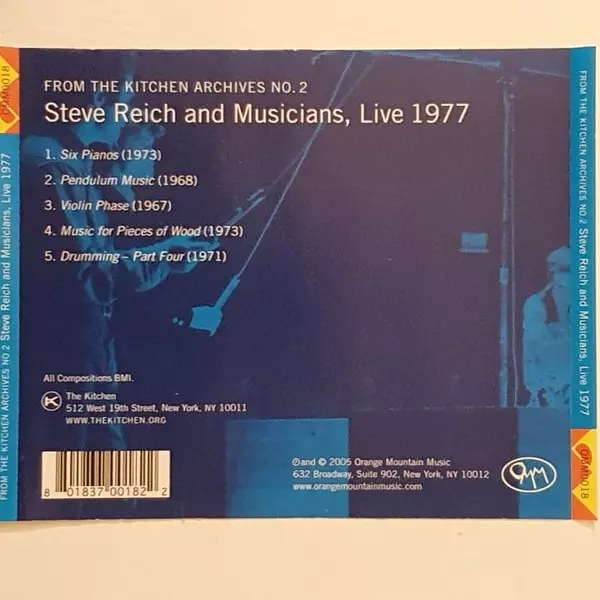 FROM THE KITCHEN ARCHIVES NO. 2
Steve Reich and Musicians, Live 1977
1. Six Pianos (1973)
2. Pendulum Music (1968)
3. Violin Phase (1967)
4. Music for Pieces of Wood (1973)
5. Drumming – Part Four (1971)
All Compositions BMI.
K
The Kitchen
512 West 19th Street, New York, NY 10011
WWW.THEKITCHEN.ORG
8 01837 00182 2
℗ and © 2005 Orange Mountain Music
632 Broadway, Suite 902, New York, NY 10012
www.orangemountainmusic.com
OMM
FROM THE KITCHEN ARCHIVES NO.2 Steve Reich and Musicians, Live 1977
OMM0018
FROM THE KITCHEN ARCHIVES NO.2 Steve Reich and Musicians, Live 1977
OMM0018